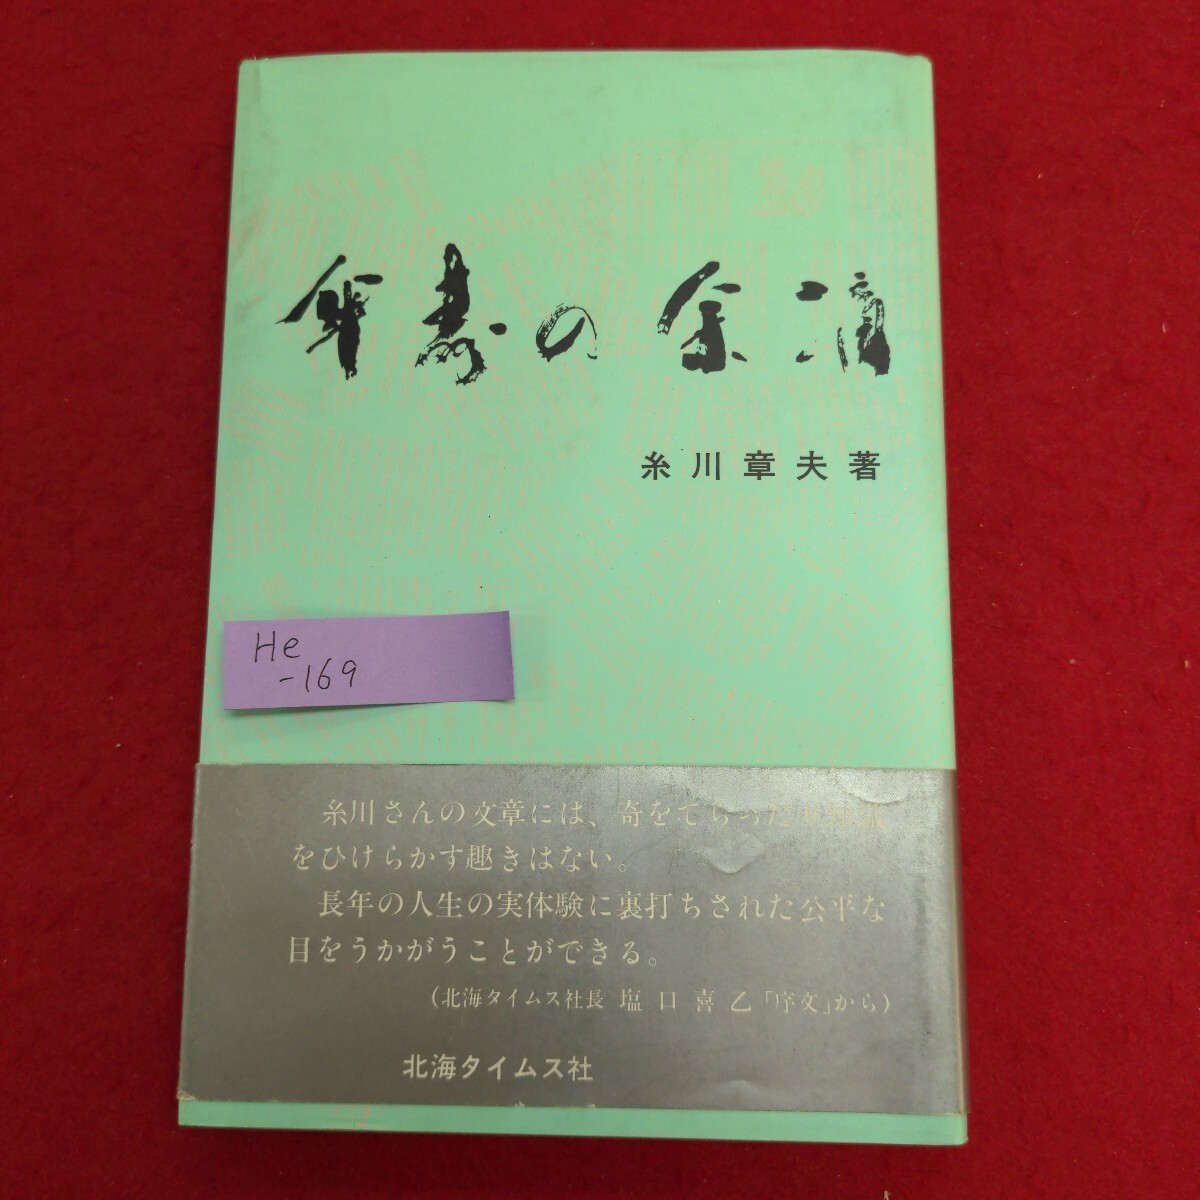 傘寿の余滴
糸川章夫著
He
-169
糸川さんの文章には、奇をてらった
をひけらかす趣きはない。
長年の人生の実体験に裏打ちされた公平な
目をうかがうことができる。
(北海タイムス社長 塩口喜乙「序文」から)
北海タイムス社